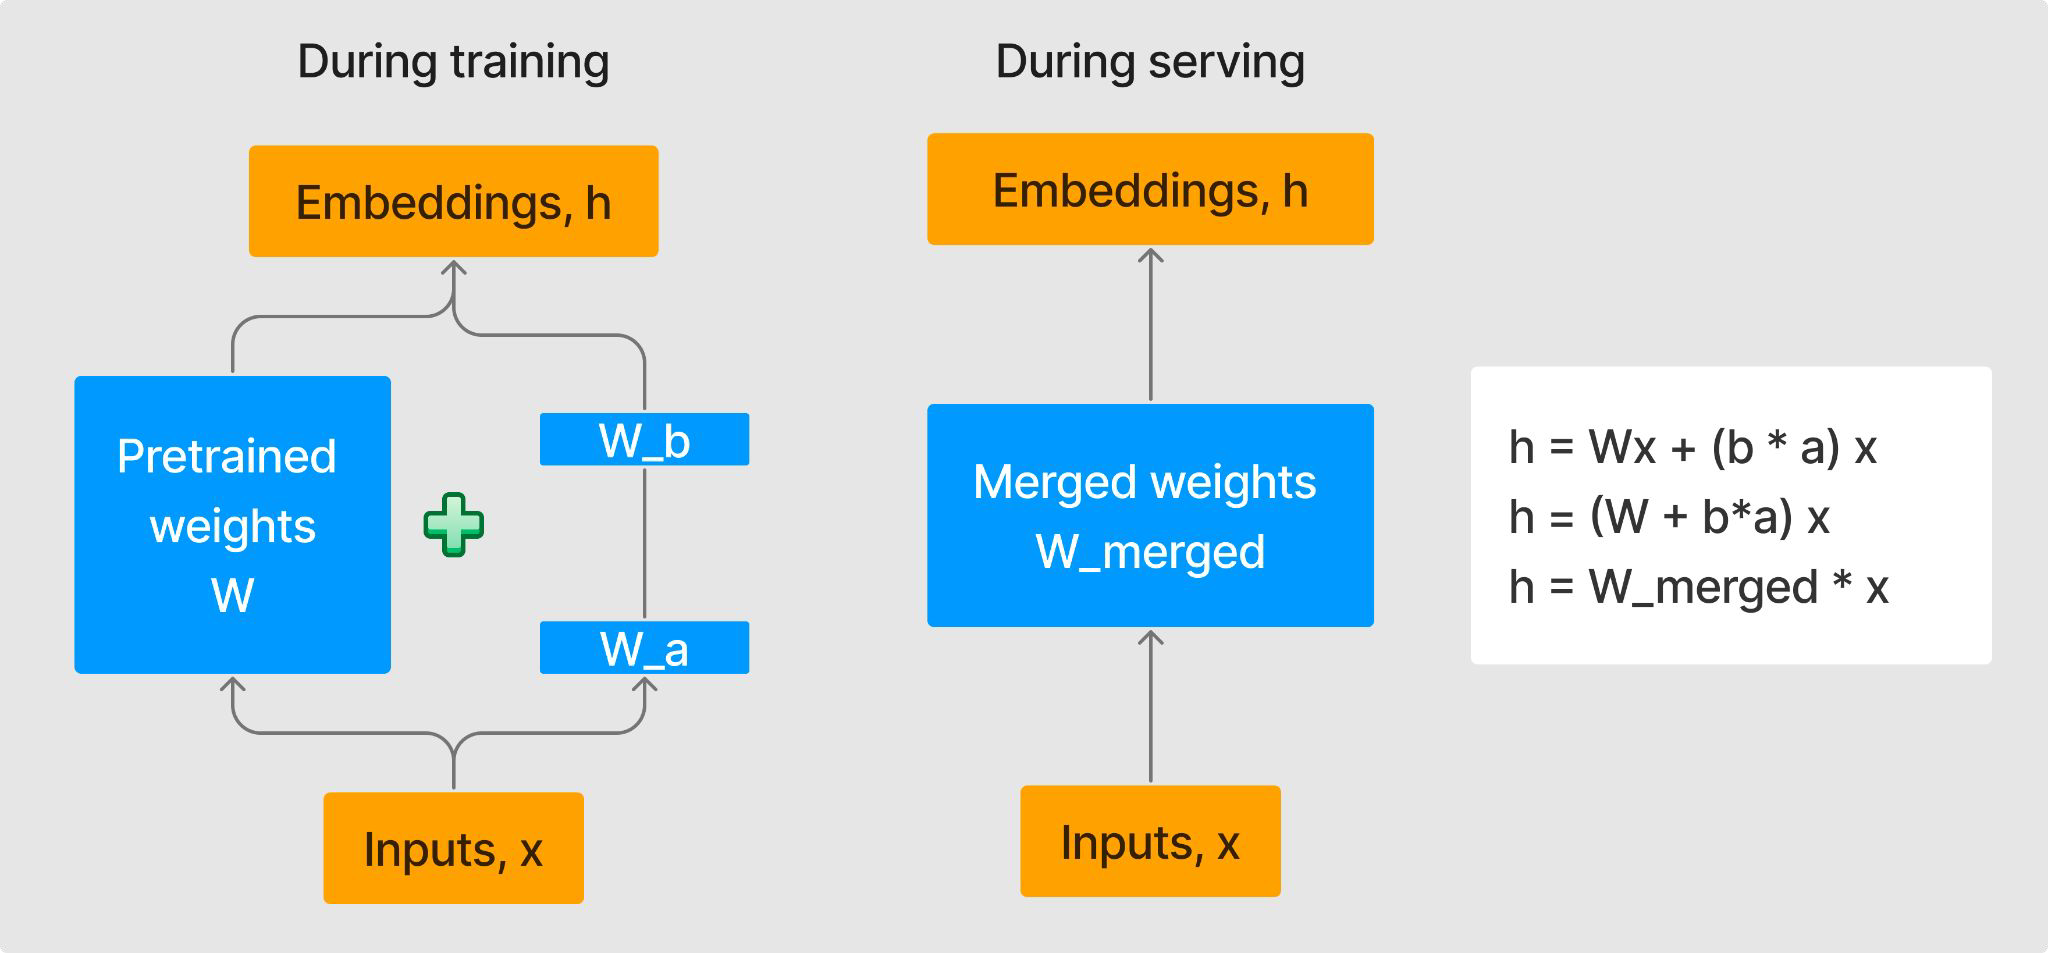 During training
Embeddings, h
Pretrained
weights
W
W_b
W_a
Inputs, x
During serving
Embeddings, h
Merged weights
W_merged
Inputs, x
h = Wx + (b * a) x
h = (W + b*a) x
h = W_merged * x